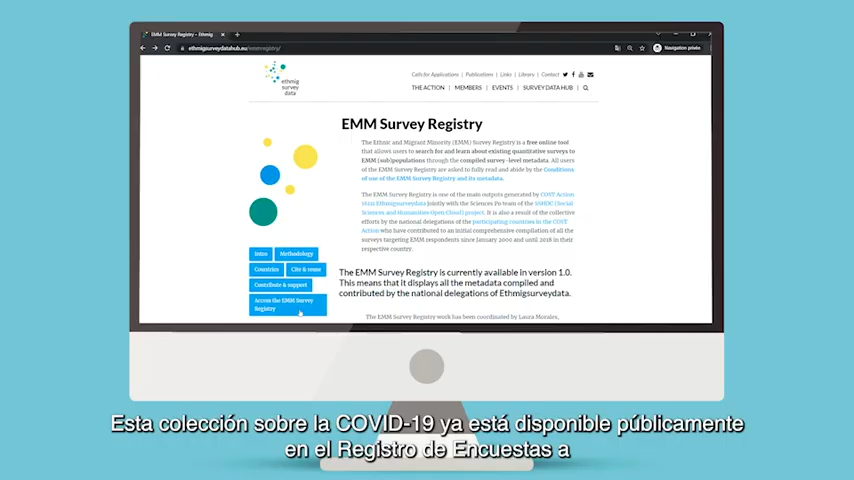 EMM Survey Registry – Ethmig
ethmigsurveydatahub.eu/emmregistry/
Navigation privée
ethmig
survey
data
Calls for Applications | Publications | Links | Library | Contact
THE ACTION | MEMBERS | EVENTS | SURVEY DATA HUB |
EMM Survey Registry
The Ethnic and Migrant Minority (EMM) Survey Registry is a free online tool
that allows users to search for and learn about existing quantitative surveys to
EMM (sub)populations through the compiled survey-level metadata. All users
of the EMM Survey Registry are asked to fully read and abide by the Conditions
of use of the EMM Survey Registry and its metadata.
The EMM Survey Registry is one of the main outputs generated by COST Action
16111 Ethmigsurveydata jointly with the Sciences Po team of the SSHOC (Social
Sciences and Humanities Open Cloud) project. It is also a result of the collective
efforts by the national delegations of the participating countries in the COST
Action who have contributed to an initial comprehensive compilation of all the
surveys targeting EMM respondents since January 2000 and until 2018 in their
respective country.
Intro
Methodology
Countries
Cite & reuse
Contribute & support
Access the EMM Survey
Registry
The EMM Survey Registry is currently available in version 1.0.
This means that it displays all the metadata compiled and
contributed by the national delegations of Ethmigsurveydata.
The EMM Survey Registry work has been coordinated by Laura Morales,
Esta colección sobre la COVID-19 ya está disponible públicamente
en el Registro de Encuestas a